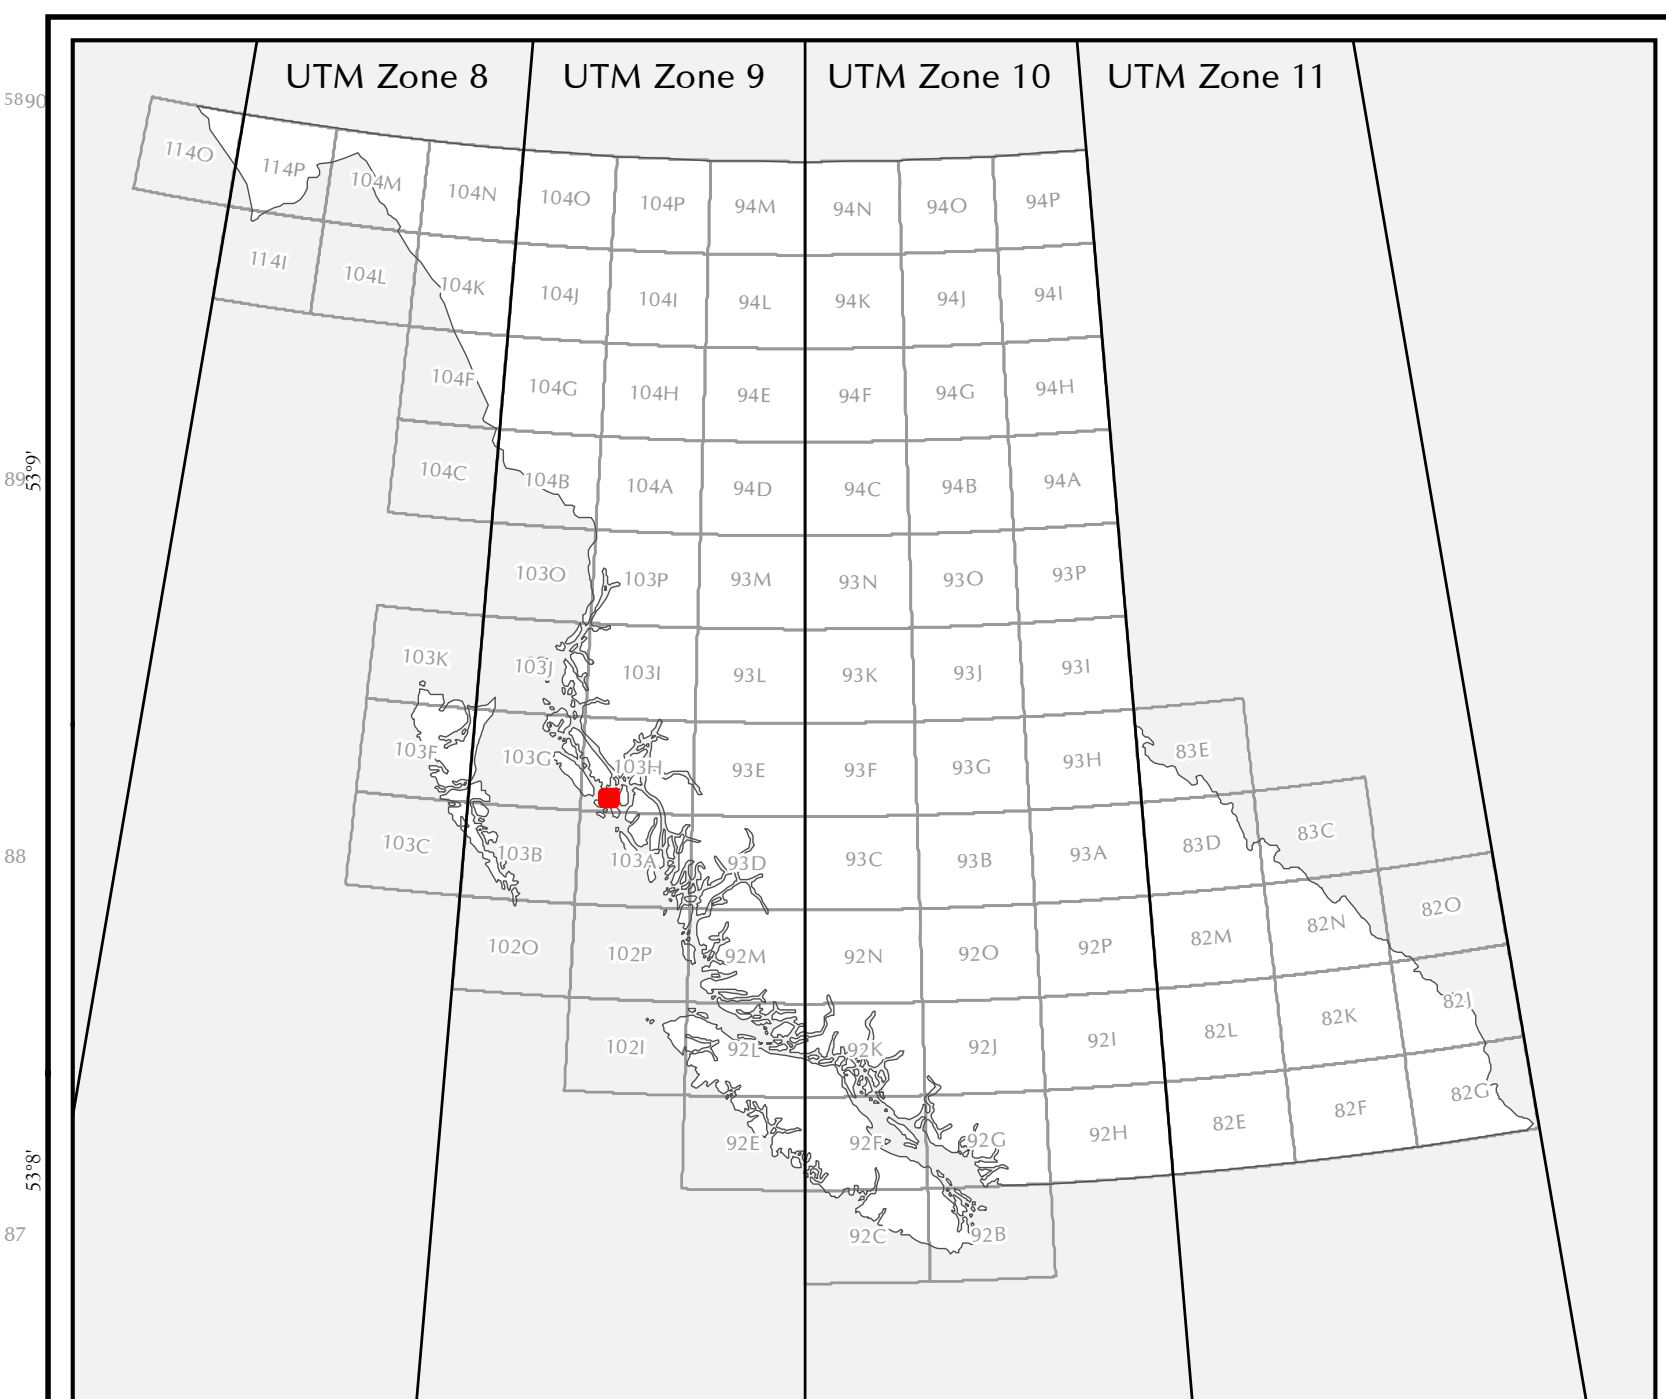 UTM Zone 8 UTM Zone 9 UTM Zone 10 UTM Zone 11
5890
114O 114P 104M 104N 104O 104P 94M 94N 94O 94P
114I 104L 104K 104J 104I 94L 94K 94J 94I
104F 104G 104H 94E 94F 94G 94H
89
53°9'
104C 104B 104A 94D 94C 94B 94A
103O 103P 93M 93N 93O 93P
103K 103J 103I 93L 93K 93J 93I
103F 103G 103H 93E 93F 93G 93H 83E
88
103C 103B 103A 93D 93C 93B 93A 83D 83C
102O 102P 92M 92N 92O 92P 82M 82N 82O
102I 92L 92K 92J 92I 82L 82K 82J
92E 92F 92G 92H 82E 82F 82G
53°8'
87
92C 92B